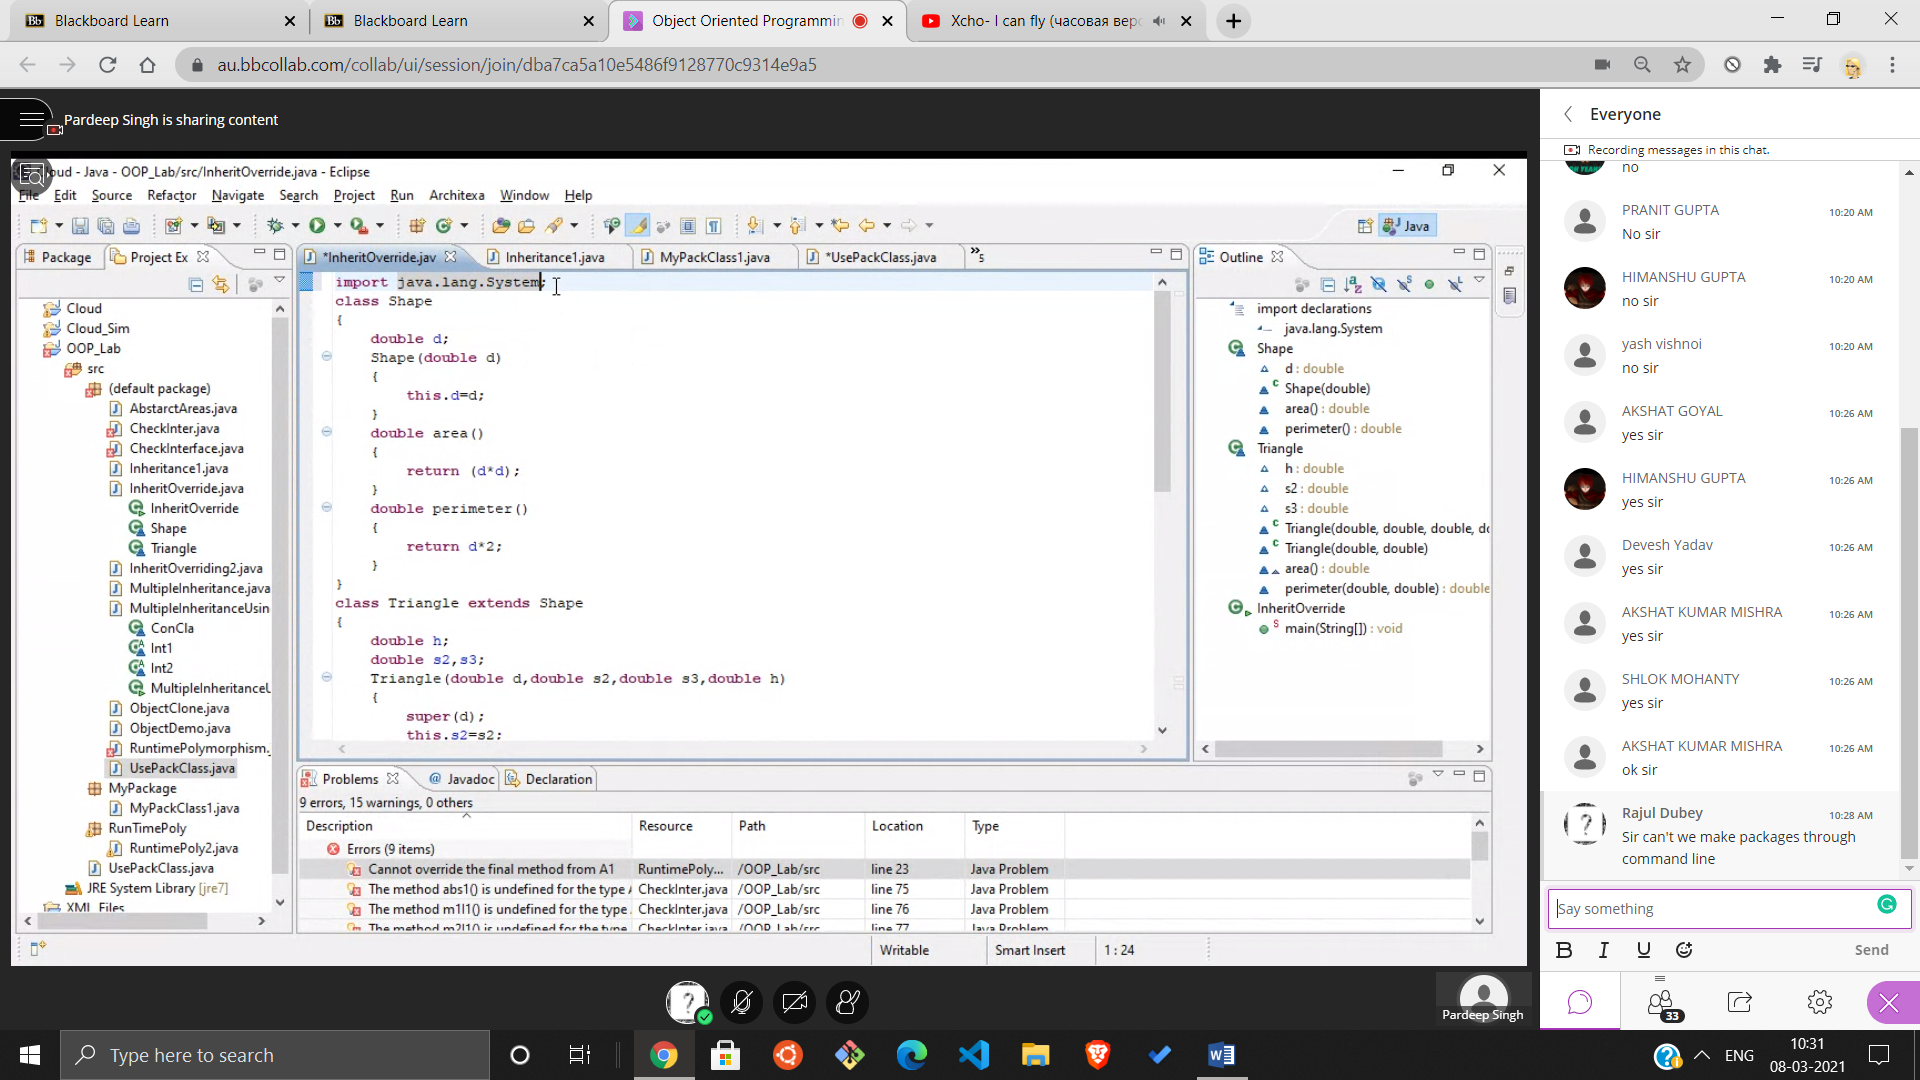 Blackboard Learn
Blackboard Learn
Object Oriented Programmin
Xcho- I can fly (часовая вер
au.bbcollab.com/collab/ui/session/join/dba7ca5a10e5486f9128770c9314e9a5
Pardeep Singh is sharing content
oud - Java - OOP_Lab/src/InheritOverride.java - Eclipse
File Edit Source Refactor Navigate Search Project Run Architexa Window Help
Java
Package
Project Ex
Cloud
Cloud_Sim
OOP_Lab
src
(default package)
AbstarctAreas.java
CheckInter.java
CheckInterface.java
Inheritance1.java
InheritOverride.java
InheritOverride
Shape
Triangle
InheritOverriding2.java
MultipleInheritance.java
MultipleInheritanceUsin
ConCla
Int1
Int2
MultipleInheritanceU
ObjectClone.java
ObjectDemo.java
RuntimePolymorphism.
UsePackClass.java
MyPackage
MyPackClass1.java
RunTimePoly
RuntimePoly2.java
UsePackClass.java
JRE System Library [jre7]
XML_Files
*InheritOverride.jav
Inheritance1.java
MyPackClass1.java
*UsePackClass.java
»5
import java.lang.System;
class Shape
{
double d;
Shape(double d)
{
this.d=d;
}
double area()
{
return (d*d);
}
double perimeter()
{
return d*2;
}
}
class Triangle extends Shape
{
double h;
double s2,s3;
Triangle(double d,double s2,double s3,double h)
{
super(d);
this.s2=s2;
Outline
import declarations
java.lang.System
Shape
d : double
Shape(double)
area() : double
perimeter() : double
Triangle
h : double
s2 : double
s3 : double
Triangle(double, double, double, do
Triangle(double, double)
area() : double
perimeter(double, double) : double
InheritOverride
main(String[]) : void
Problems
@ Javadoc
Declaration
9 errors, 15 warnings, 0 others
Description Resource Path Location Type
Errors (9 items)
Cannot override the final method from A1 RuntimePoly... /OOP_Lab/src line 23 Java Problem
The method abs1() is undefined for the type CheckInter.java /OOP_Lab/src line 75 Java Problem
The method m1I1() is undefined for the type CheckInter.java /OOP_Lab/src line 76 Java Problem
The method m2I1() is undefined for the type CheckInter.java /OOP_Lab/src line 77 Java Problem
Writable Smart Insert 1 : 24
Pardeep Singh
Everyone
Recording messages in this chat.
no
PRANIT GUPTA 10:20 AM
No sir
HIMANSHU GUPTA 10:20 AM
no sir
yash vishnoi 10:20 AM
no sir
AKSHAT GOYAL 10:26 AM
yes sir
HIMANSHU GUPTA 10:26 AM
yes sir
Devesh Yadav 10:26 AM
yes sir
AKSHAT KUMAR MISHRA 10:26 AM
yes sir
SHLOK MOHANTY 10:26 AM
yes sir
AKSHAT KUMAR MISHRA 10:26 AM
ok sir
Rajul Dubey 10:28 AM
Sir can't we make packages through
command line
Say something
B I U Send
33
Type here to search
ENG
10:31
08-03-2021